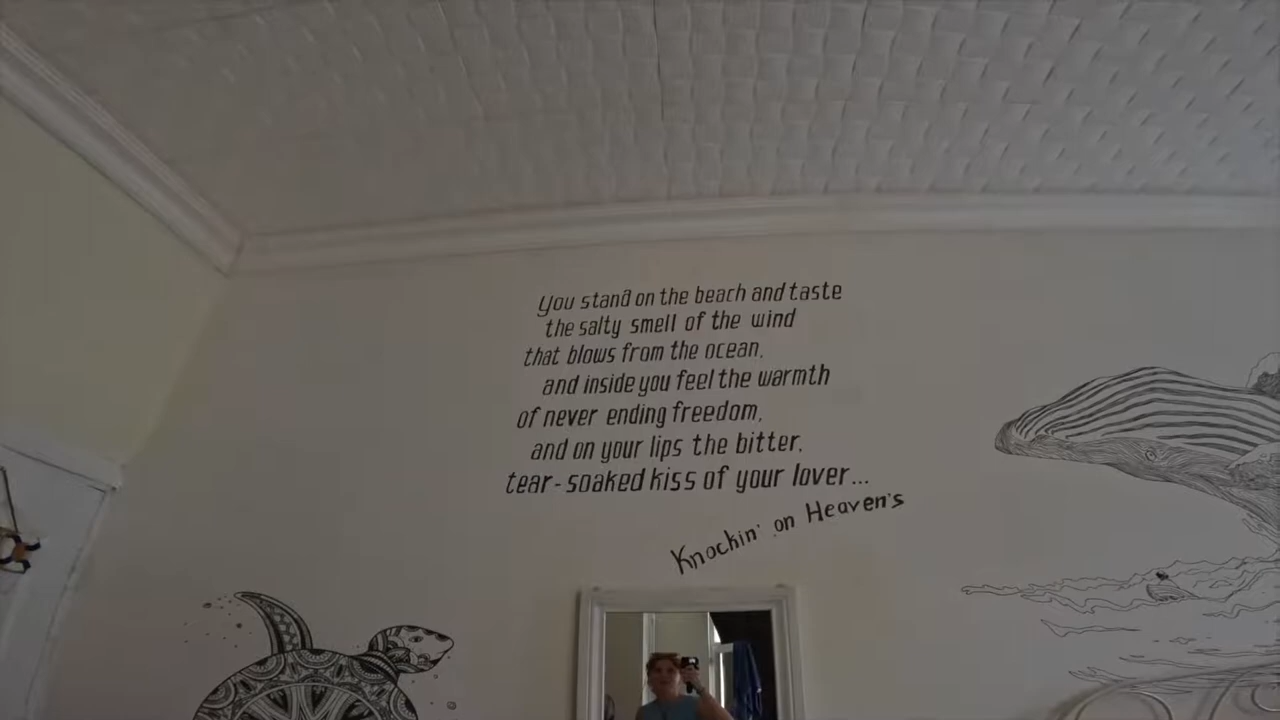 You stand on the beach and taste
the salty smell of the wind
that blows from the ocean,
and inside you feel the warmth
of never ending freedom,
and on your lips the bitter,
tear-soaked kiss of your lover...
Knockin' on Heaven's